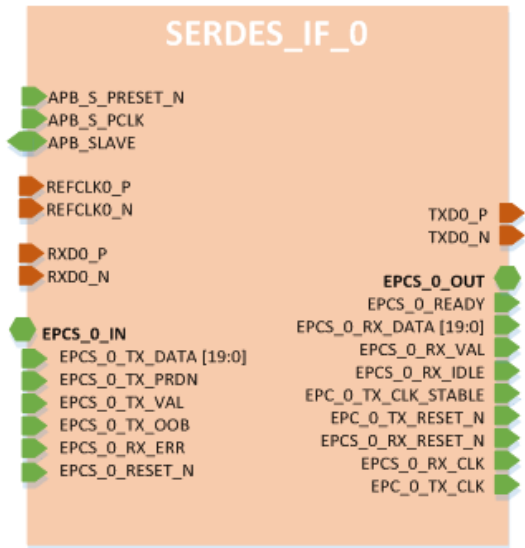 SERDES_IF_0
APB_S_PRESET_N
APB_S_PCLK
APB_SLAVE
REFCLK0_P
REFCLK0_N
RXD0_P
RXD0_N
EPCS_0_IN
EPCS_0_TX_DATA [19:0]
EPCS_0_TX_PRDN
EPCS_0_TX_VAL
EPCS_0_TX_OOB
EPCS_0_RX_ERR
EPCS_0_RESET_N
TXD0_P
TXD0_N
EPCS_0_OUT
EPCS_0_READY
EPCS_0_RX_DATA [19:0]
EPCS_0_RX_VAL
EPCS_0_RX_IDLE
EPC_0_TX_CLK_STABLE
EPC_0_TX_RESET_N
EPCS_0_RX_RESET_N
EPCS_0_RX_CLK
EPC_0_TX_CLK